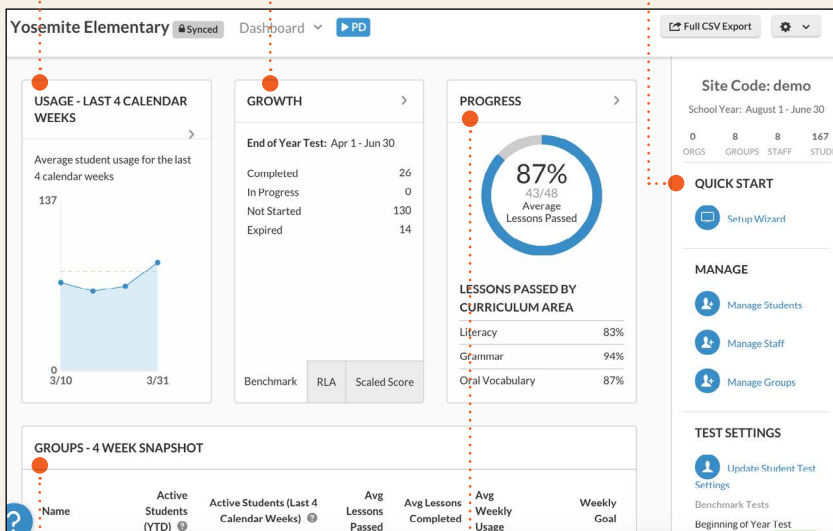 Yosemite Elementary Synced Dashboard PD Full CSV Export
USAGE - LAST 4 CALENDAR
WEEKS
Average student usage for the last
4 calendar weeks
137
0
3/10 3/31
GROWTH
End of Year Test: Apr 1 - Jun 30
Completed 26
In Progress 0
Not Started 130
Expired 14
Benchmark RLA Scaled Score
PROGRESS
87%
43/48
Average
Lessons Passed
LESSONS PASSED BY
CURRICULUM AREA
Literacy 83%
Grammar 94%
Oral Vocabulary 87%
Site Code: demo
School Year: August 1 - June 30
0 8 8 167
ORGS GROUPS STAFF STUD
QUICK START
Setup Wizard
MANAGE
Manage Students
Manage Staff
Manage Groups
TEST SETTINGS
Update Student Test
Settings
Benchmark Tests
Beginning of Year Test
GROUPS - 4 WEEK SNAPSHOT
Name
Active
Students
(YTD) ?
Active Students (Last 4
Calendar Weeks) ?
Avg
Lessons
Passed
Avg Lessons
Completed
Avg
Weekly
Usage
Weekly
Goal
?